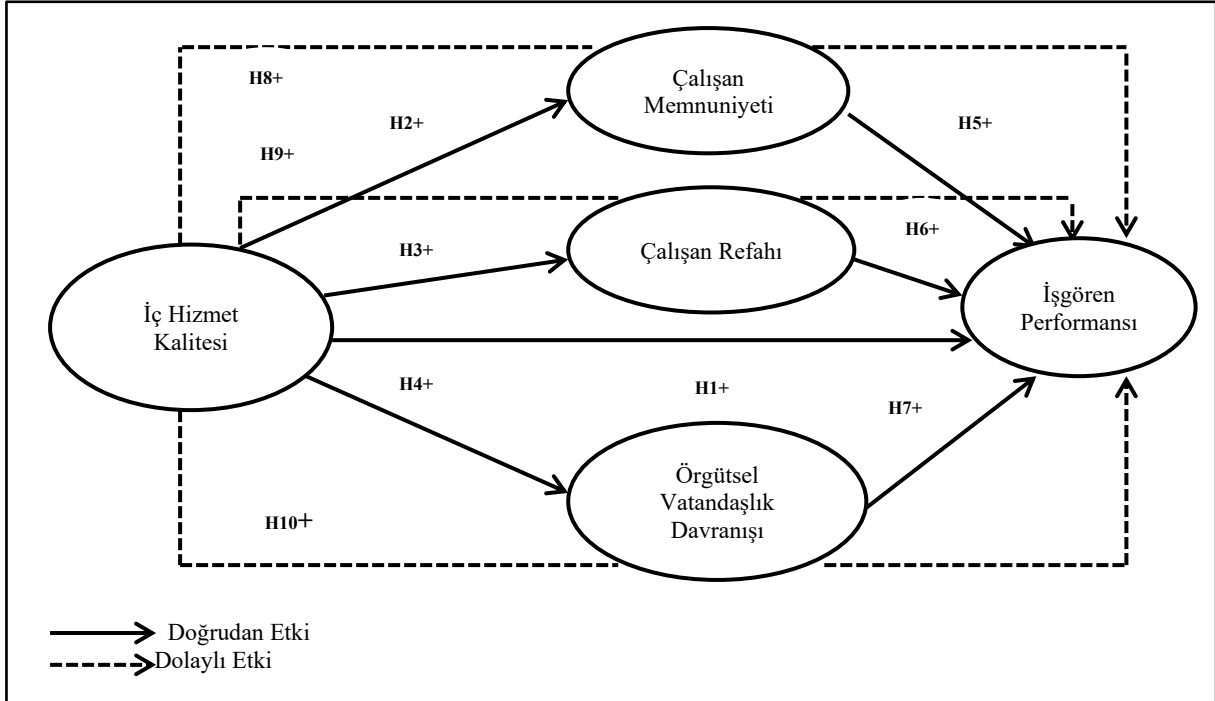 H8+
Çalışan
Memnuniyeti
H2+
H5+
H9+
H3+
Çalışan Refahı
H6+
İç Hizmet
Kalitesi
İşgören
Performansı
H4+
H1+
H7+
Örgütsel
Vatandaşlık
Davranışı
H10+
Doğrudan Etki
Dolaylı Etki